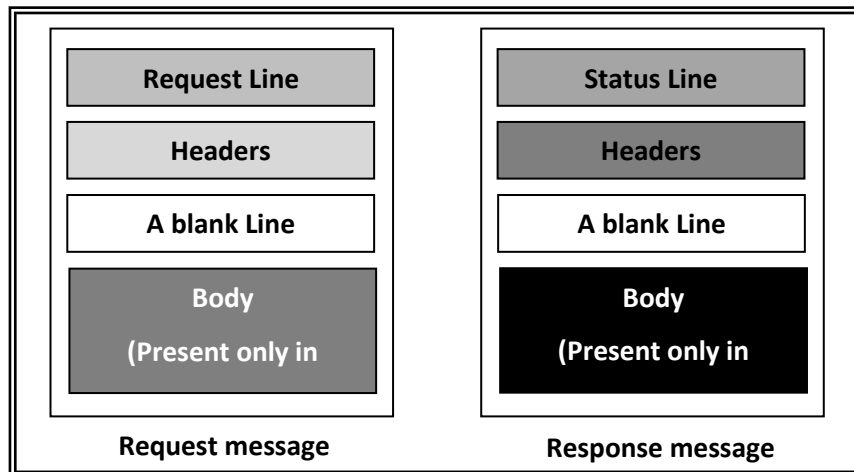 Request Line
Headers
A blank Line
Body
(Present only in
Request message
Status Line
Headers
A blank Line
Body
(Present only in
Response message